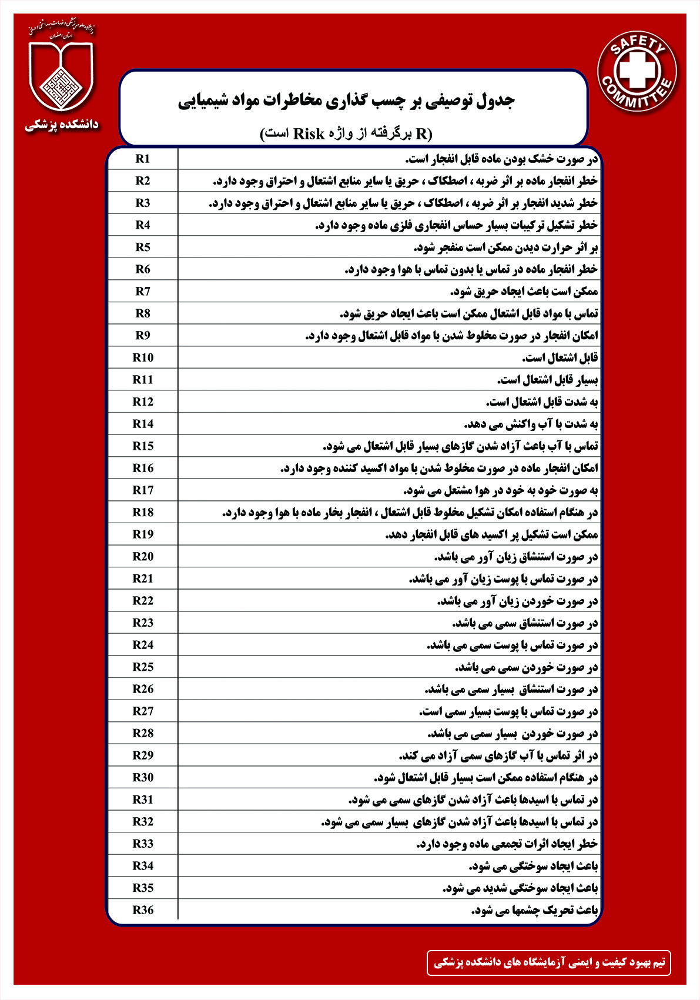 دانشگاه علوم پزشکی و خدمات بهداشتی و درمانی
استان اصفهان
دانشکده پزشکی
SAFETY
COMMITTEE
جدول توصیفی بر چسب گذاری مخاطرات مواد شیمیایی
(R برگرفته از واژه Risk است)
R1 در صورت خشک بودن ماده قابل انفجار است.
R2 خطر انفجار ماده بر اثر ضربه ، اصطکاک ، حریق یا سایر منابع اشتعال و احتراق وجود دارد.
R3 خطر شدید انفجار بر اثر ضربه ، اصطکاک ، حریق یا سایر منابع اشتعال و احتراق وجود دارد.
R4 خطر تشکیل ترکیبات بسیار حساس انفجاری فلزی ماده وجود دارد.
R5 بر اثر حرارت دیدن ممکن است منفجر شود.
R6 خطر انفجار ماده در تماس یا بدون تماس با هوا وجود دارد.
R7 ممکن است باعث ایجاد حریق شود.
R8 تماس با مواد قابل اشتعال ممکن است باعث ایجاد حریق شود.
R9 امکان انفجار در صورت مخلوط شدن با مواد قابل اشتعال وجود دارد.
R10 قابل اشتعال است.
R11 بسیار قابل اشتعال است.
R12 به شدت قابل اشتعال است.
R14 به شدت با آب واکنش می دهد.
R15 تماس با آب باعث آزاد شدن گازهای بسیار قابل اشتعال می شود.
R16 امکان انفجار ماده در صورت مخلوط شدن با مواد اکسید کننده وجود دارد.
R17 به صورت خود به خود در هوا مشتعل می شود.
R18 در هنگام استفاده امکان تشکیل مخلوط قابل اشتعال ، انفجار بخار ماده با هوا وجود دارد.
R19 ممکن است تشکیل پر اکسید های قابل انفجار دهد.
R20 در صورت استنشاق زیان آور می باشد.
R21 در صورت تماس با پوست زیان آور می باشد.
R22 در صورت خوردن زیان آور می باشد.
R23 در صورت استنشاق سمی می باشد.
R24 در صورت تماس با پوست سمی می باشد.
R25 در صورت خوردن سمی می باشد.
R26 در صورت استنشاق بسیار سمی می باشد.
R27 در صورت تماس با پوست بسیار سمی است.
R28 در صورت خوردن بسیار سمی می باشد.
R29 در اثر تماس با آب گازهای سمی آزاد می کند.
R30 در هنگام استفاده ممکن است بسیار قابل اشتعال شود.
R31 در تماس با اسیدها باعث آزاد شدن گازهای سمی می شود.
R32 در تماس با اسیدها باعث آزاد شدن گازهای بسیار سمی می شود.
R33 خطر ایجاد اثرات تجمعی ماده وجود دارد.
R34 باعث ایجاد سوختگی می شود.
R35 باعث ایجاد سوختگی شدید می شود.
R36 باعث تحریک چشمها می شود.
تیم بهبود کیفیت و ایمنی آزمایشگاه های دانشکده پزشکی